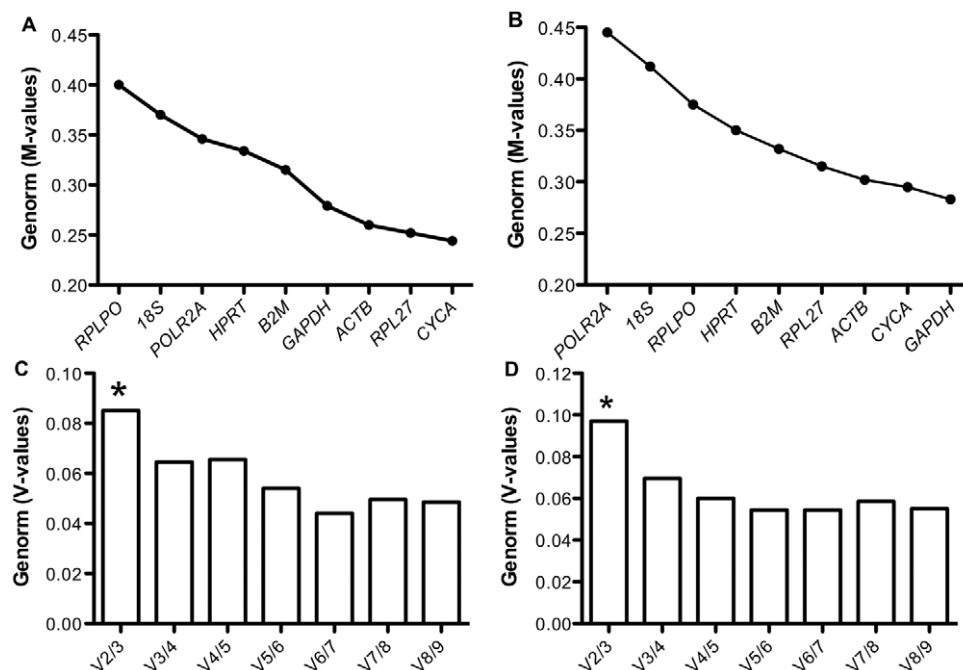 A
Genorm (M-values)
0.45
0.40
0.35
0.30
0.25
0.20
RPLPO
18S
POLR2A
HPRT
B2M
GAPDH
ACTB
RPL27
CYCA
B
Genorm (M-values)
0.45
0.40
0.35
0.30
0.25
0.20
POLR2A
18S
RPLPO
HPRT
B2M
RPL27
ACTB
CYCA
GAPDH
C
Genorm (V-values)
0.10
0.08
0.06
0.04
0.02
0.00
*
V2/3
V3/4
V4/5
V5/6
V6/7
V7/8
V8/9
D
Genorm (V-values)
0.12
0.10
0.08
0.06
0.04
0.02
0.00
*
V2/3
V3/4
V4/5
V5/6
V6/7
V7/8
V8/9